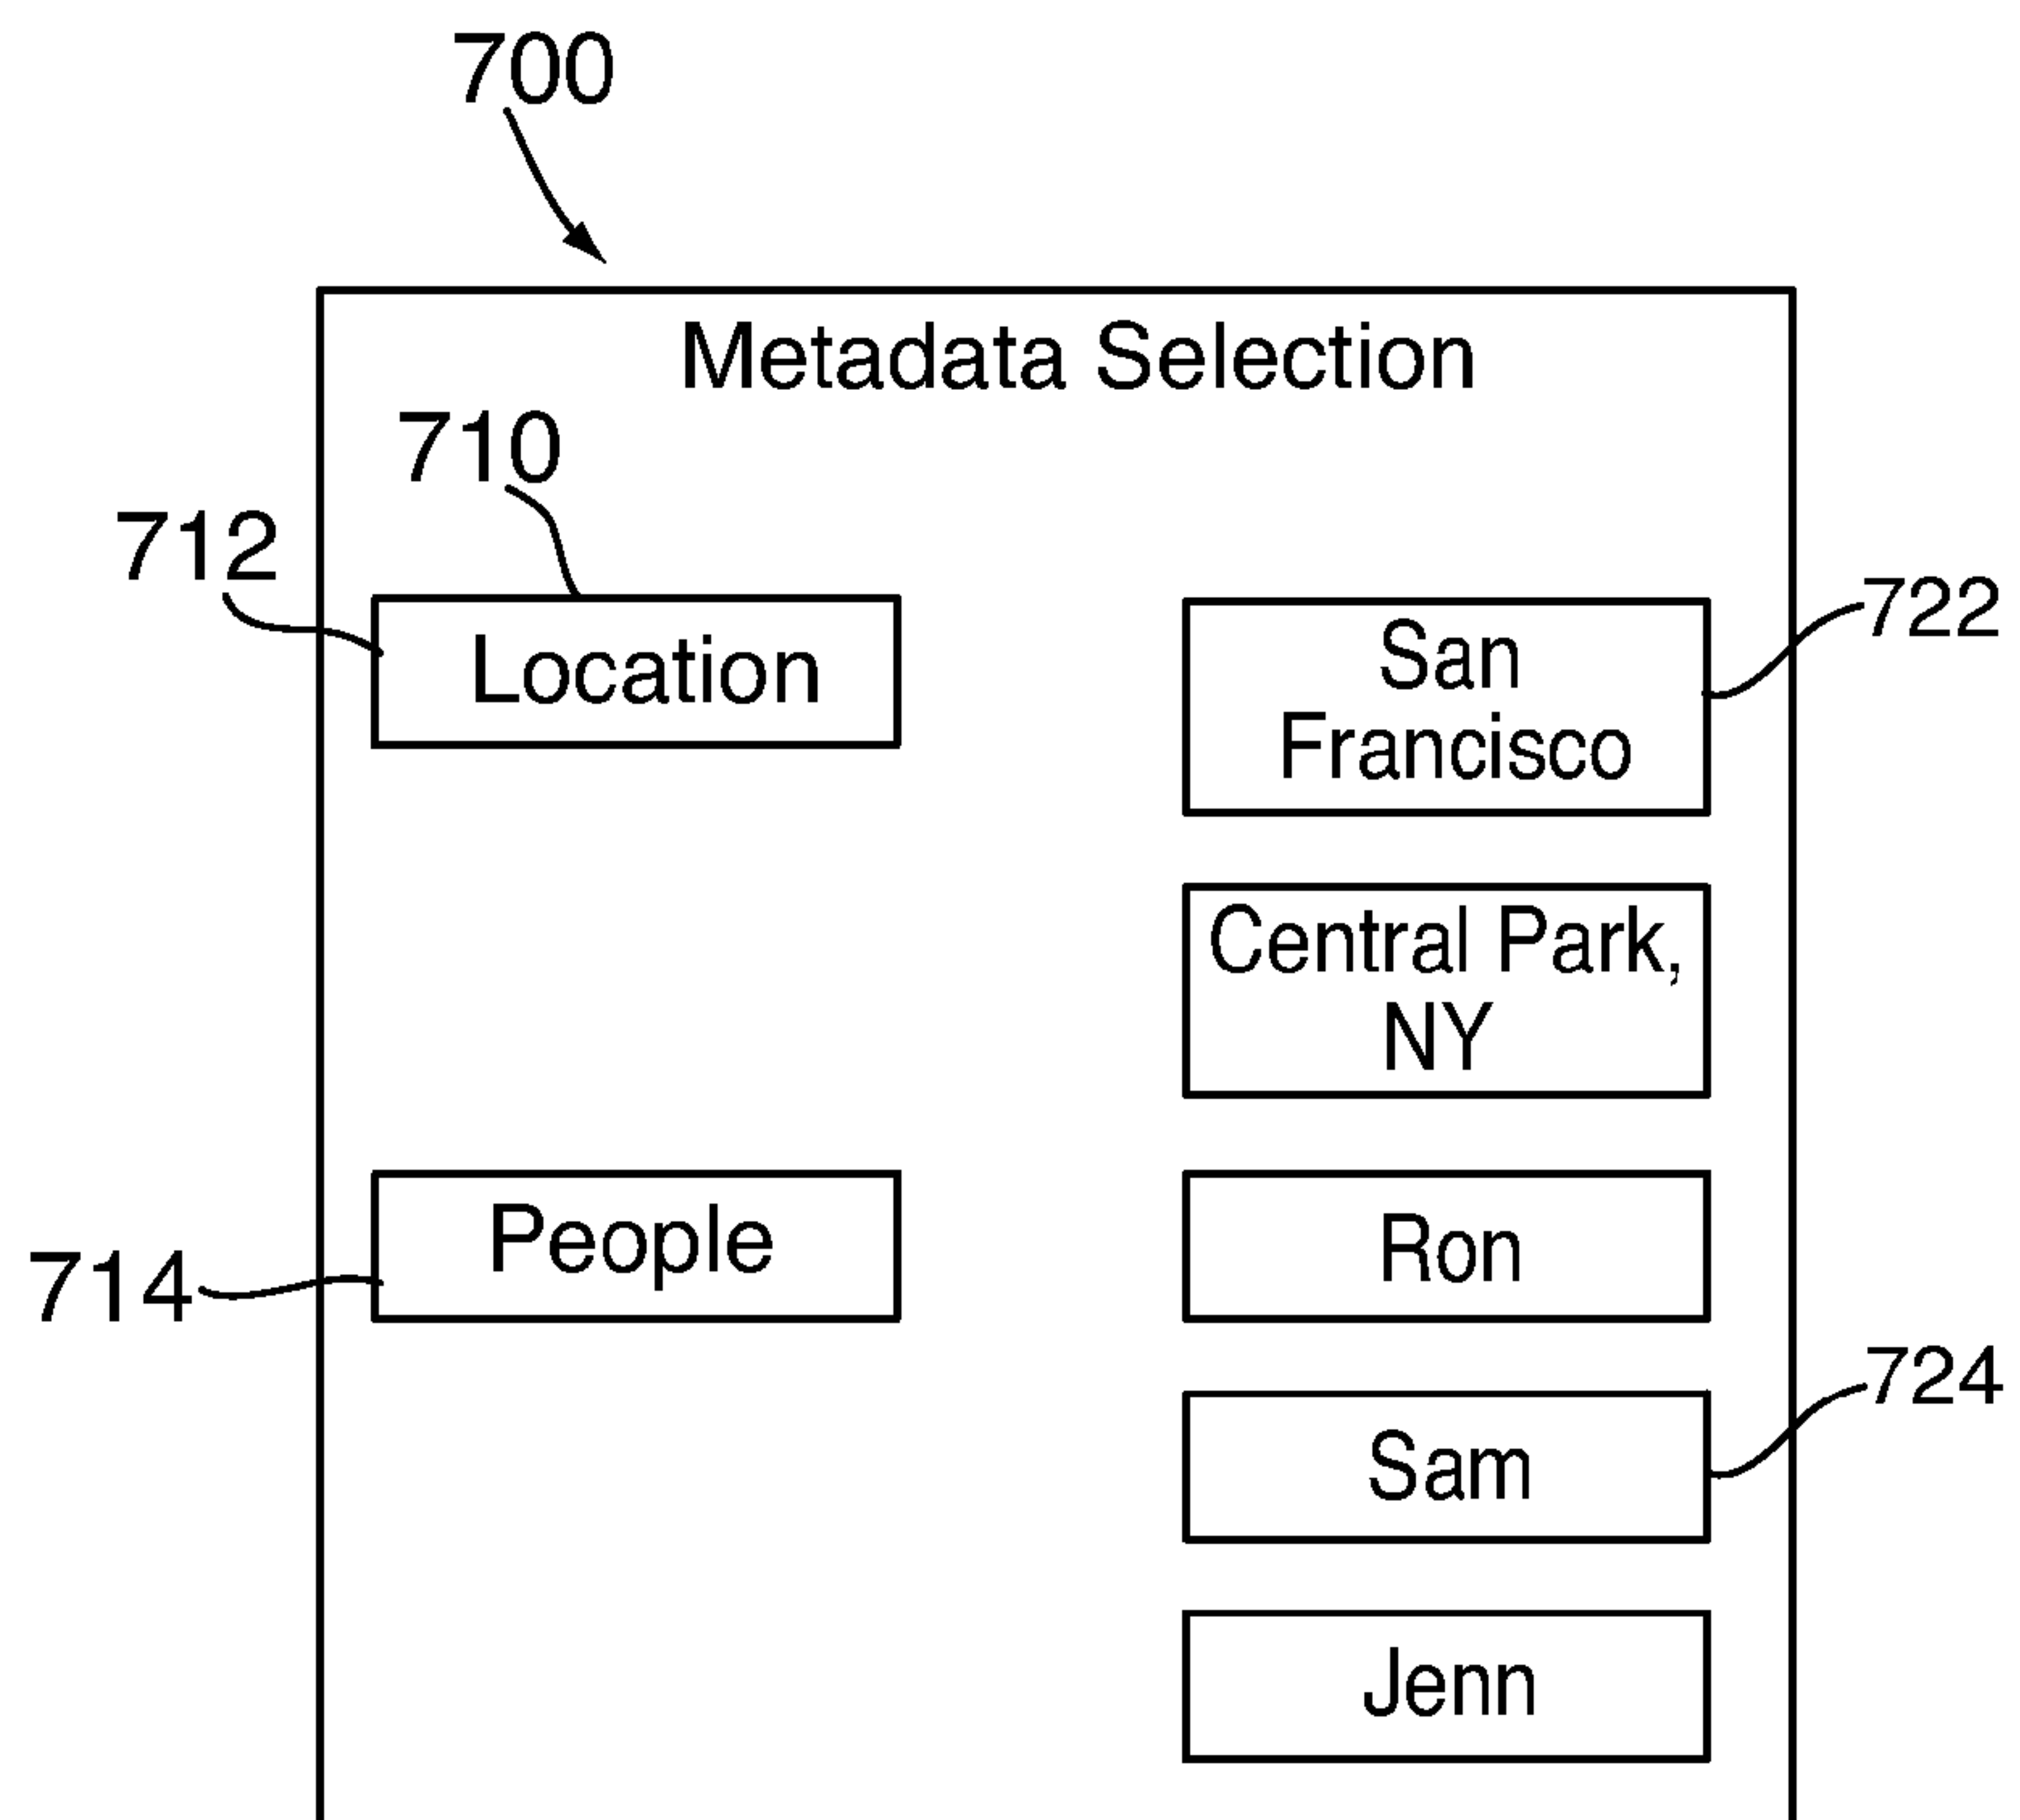 700
Metadata Selection
710
712
Location
San
Francisco
722
Central Park,
NY
People
714
Ron
Sam
724
Jenn